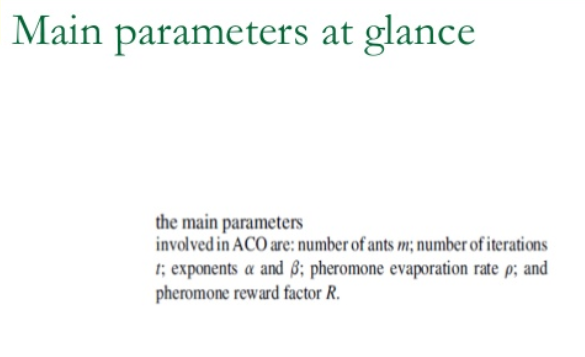 Main parameters at glance
the main parameters
involved in ACO are: number of ants m; number of iterations
t; exponents α and β; pheromone evaporation rate ρ; and
pheromone reward factor R.